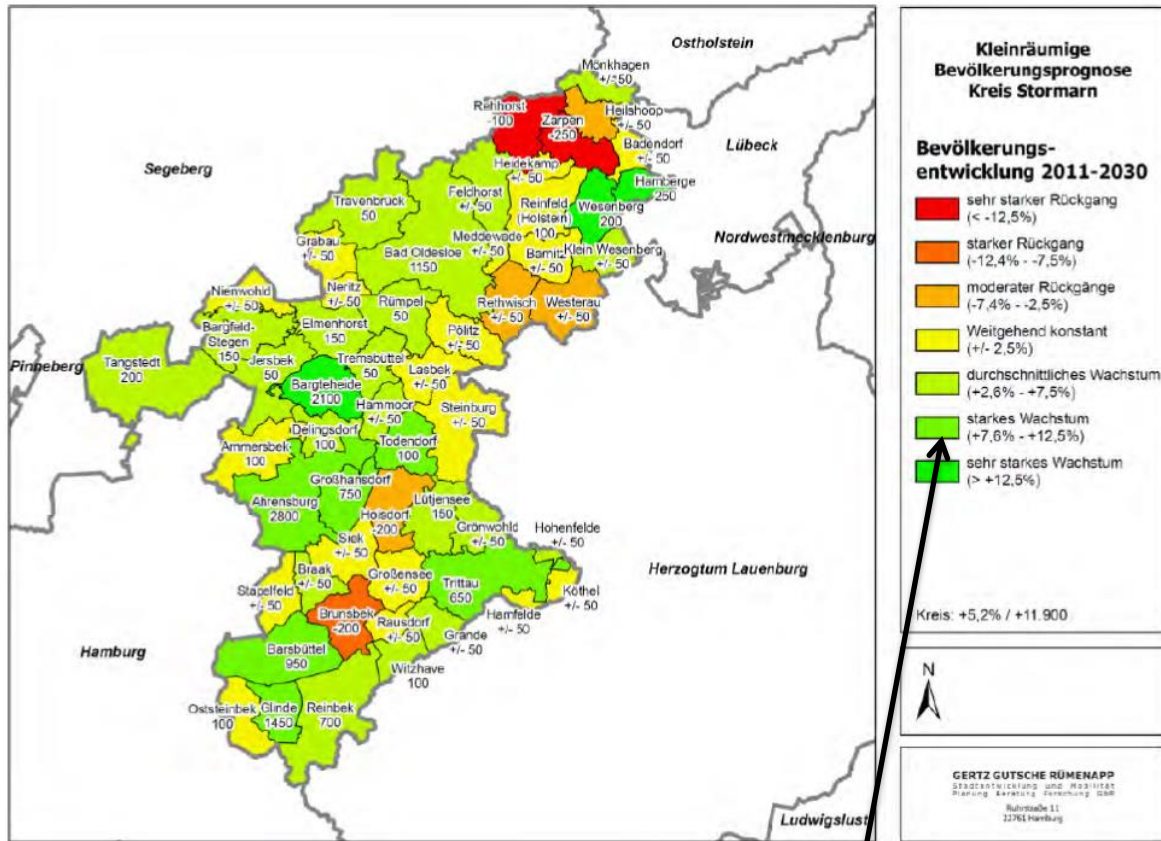 Ostholstein
Mönkhagen
+/- 50
Rehhorst
-100
Zarpen
-250
Heilshoop
+/- 50
Lübeck
Badendorf
+/- 50
Segeberg
Heidekamp
+/- 50
Hamberge
250
Feldhorst
+/- 50
Travenbrück
50
Reinfeld
(Holstein)
100
Wesenberg
200
Nordwestmecklenburg
Grabau
+/- 50
Meddewade
+/- 50
Bad Oldesloe
1150
Barnitz
+/- 50
Klein Wesenberg
+/- 50
Nienwohld
+/- 50
Neritz
+/- 50
Rümpel
50
Rethwisch
+/- 50
Westerau
+/- 50
Bargfeld-
Stegen
150
Elmenhorst
150
Pölitz
+/- 50
Pinneberg
Tangstedt
200
Jersbek
50
Tremsbüttel
50
Lasbek
+/- 50
Bargteheide
2100
Hammoor
+/- 50
Steinburg
+/- 50
Delingsdorf
100
Ammersbek
100
Todendorf
100
Großhansdorf
750
Ahrensburg
2800
Lütjensee
150
Hoisdorf
-200
Grönwohld
+/- 50
Hohenfelde
+/- 50
Siek
+/- 50
Braak
+/- 50
Großensee
+/- 50
Trittau
650
Herzogtum Lauenburg
Köthel
+/- 50
Stapelfeld
+/- 50
Brunsbek
-200
Rausdorf
+/- 50
Hamfelde
+/- 50
Grande
+/- 50
Hamburg
Barsbüttel
950
Witzhave
100
Oststeinbek
100
Glinde
1450
Reinbek
700
Ludwigslust
Kleinräumige
Bevölkerungsprognose
Kreis Stormarn
Bevölkerungs-
entwicklung 2011-2030
sehr starker Rückgang
(< -12,5%)
starker Rückgang
(-12,4% - -7,5%)
moderater Rückgänge
(-7,4% - -2,5%)
Weitgehend konstant
(+/- 2,5%)
durchschnittliches Wachstum
(+2,6% - +7,5%)
starkes Wachstum
(+7,6% - +12,5%)
sehr starkes Wachstum
(> +12,5%)
Kreis: +5,2% / +11.900
N
GERTZ GUTSCHE RÜMENAPP
Stadtentwicklung und Mobilität
Planung Beratung Forschung GbR
Ruhrstraße 11
22761 Hamburg